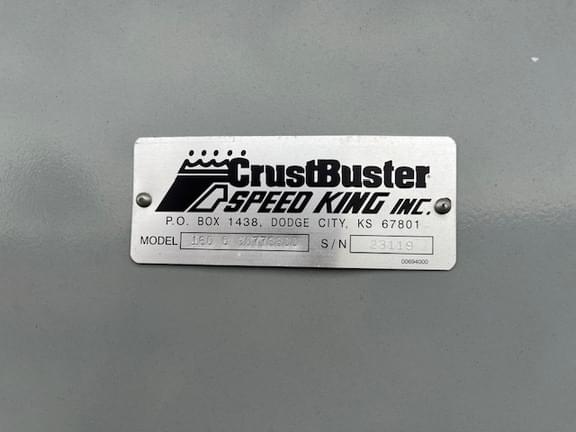 CrustBuster
SPEED KING INC.
P.O. BOX 1438, DODGE CITY, KS 67801
MODEL S/N 23119
00694000